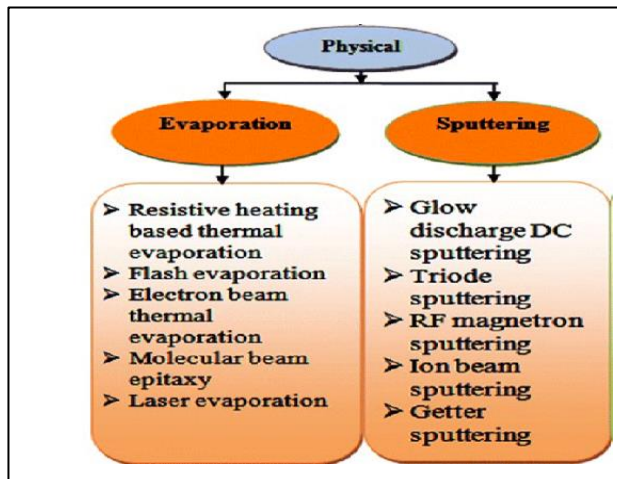 Physical
Evaporation
Sputtering
➤ Resistive heating
based thermal
evaporation
➤ Flash evaporation
➤ Electron beam
thermal
evaporation
➤ Molecular beam
epitaxy
➤ Laser evaporation
➤ Glow
discharge DC
sputtering
➤ Triode
sputtering
➤ RF magnetron
sputtering
➤ Ion beam
sputtering
➤ Getter
sputtering